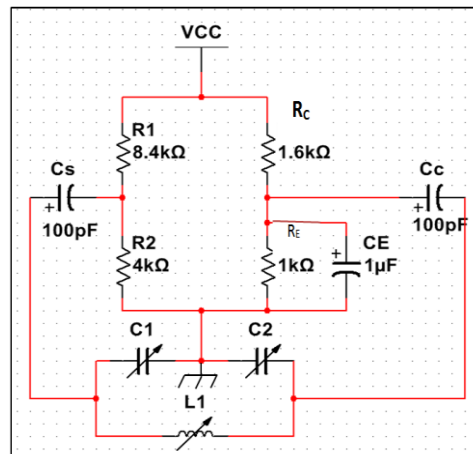 VCC
R1
8.4kΩ
Rc
1.6kΩ
Cs
100pF
Cc
100pF
R2
4kΩ
RE
1kΩ
CE
1µF
C1
C2
L1